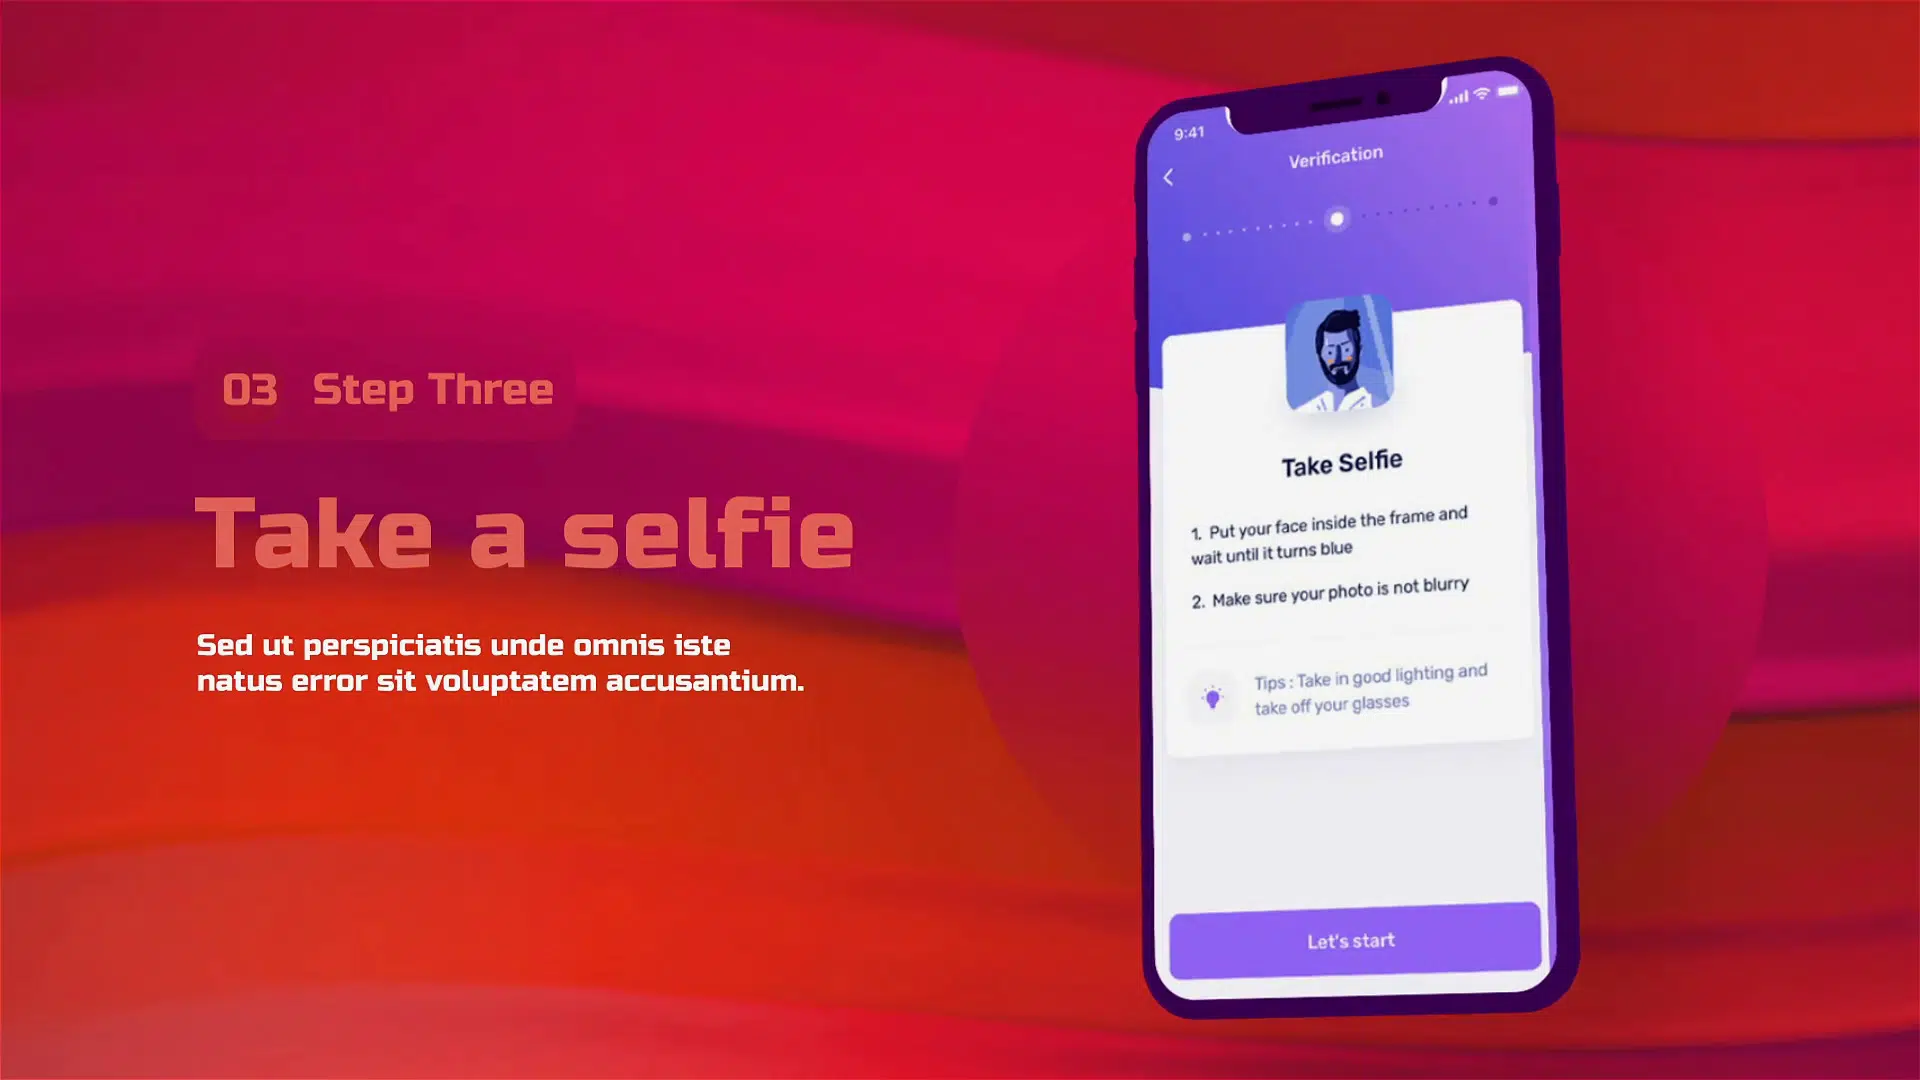 03 Step Three
Take a selfie
Sed ut perspiciatis unde omnis iste
natus error sit voluptatem accusantium.
9:41
Verification
Take Selfie
1. Put your face inside the frame and
wait until it turns blue
2. Make sure your photo is not blurry
Tips : Take in good lighting and
take off your glasses
Let's start